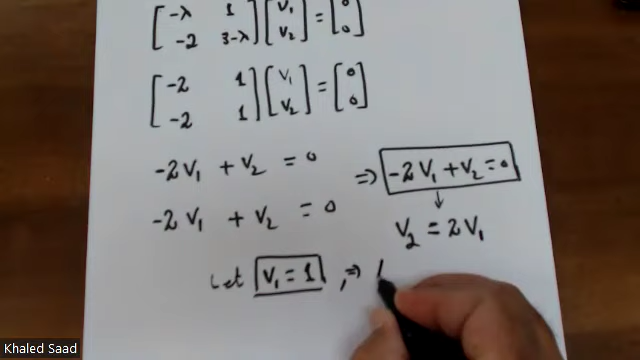 [-λ 1] [V₁] = [0]
[-2 3-λ] [V₂] = [0]
[-2 1] [V₁] = [0]
[-2 1] [V₂] = [0]
-2V₁ + V₂ = 0
⇒ -2V₁ + V₂ = 0
-2V₁ + V₂ = 0
↓
V₂ = 2V₁
Let V₁ = 1, ⇒
Khaled Saad